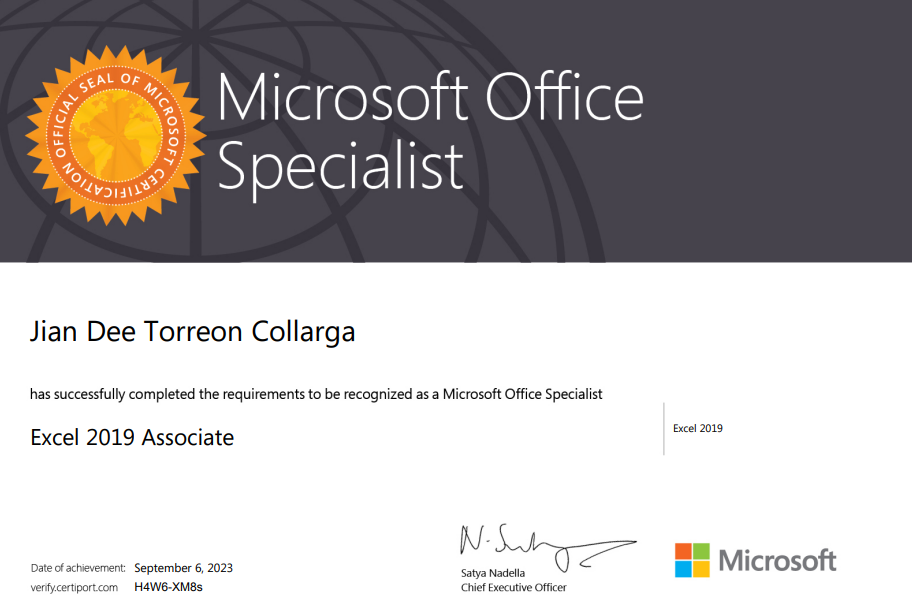 OFFICIAL SEAL OF MICROSOFT CERTIFICATION
Microsoft Office
Specialist
Jian Dee Torreon Collarga
has successfully completed the requirements to be recognized as a Microsoft Office Specialist
Excel 2019 Associate
Excel 2019
Date of achievement: September 6, 2023
verify.certiport.com H4W6-XM8s
N. S
Satya Nadella
Chief Executive Officer
Microsoft